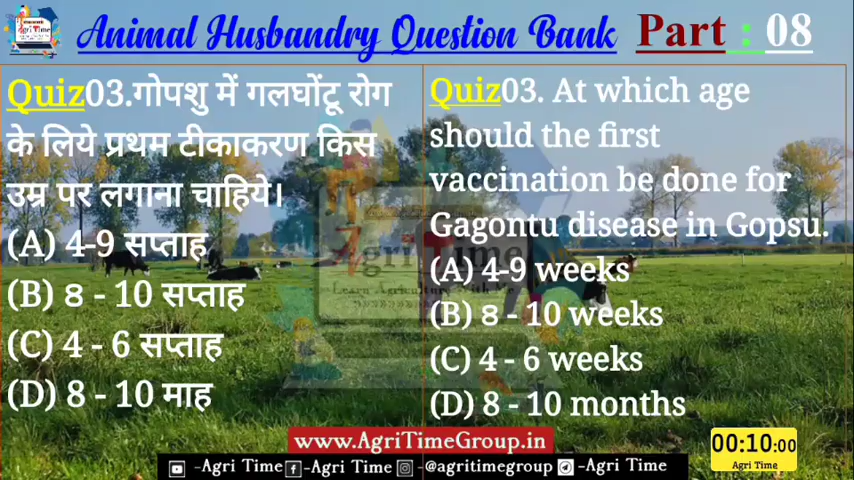 Animal Husbandry Question Bank Part : 08
Quiz03.गोपशु में गलघोंटू रोग
के लिये प्रथम टीकाकरण किस
उम्र पर लगाना चाहिये।
(A) 4-9 सप्ताह
(B) 8 - 10 सप्ताह
(C) 4 - 6 सप्ताह
(D) 8 - 10 माह
Quiz03. At which age
should the first
vaccination be done for
Gagontu disease in Gopsu.
(A) 4-9 weeks
(B) 8 - 10 weeks
(C) 4 - 6 weeks
(D) 8 - 10 months
Agri Time
www.AgriTimeGroup.in
-Agri Time -Agri Time -@agritimegroup -Agri Time
00:10:00
Agri Time